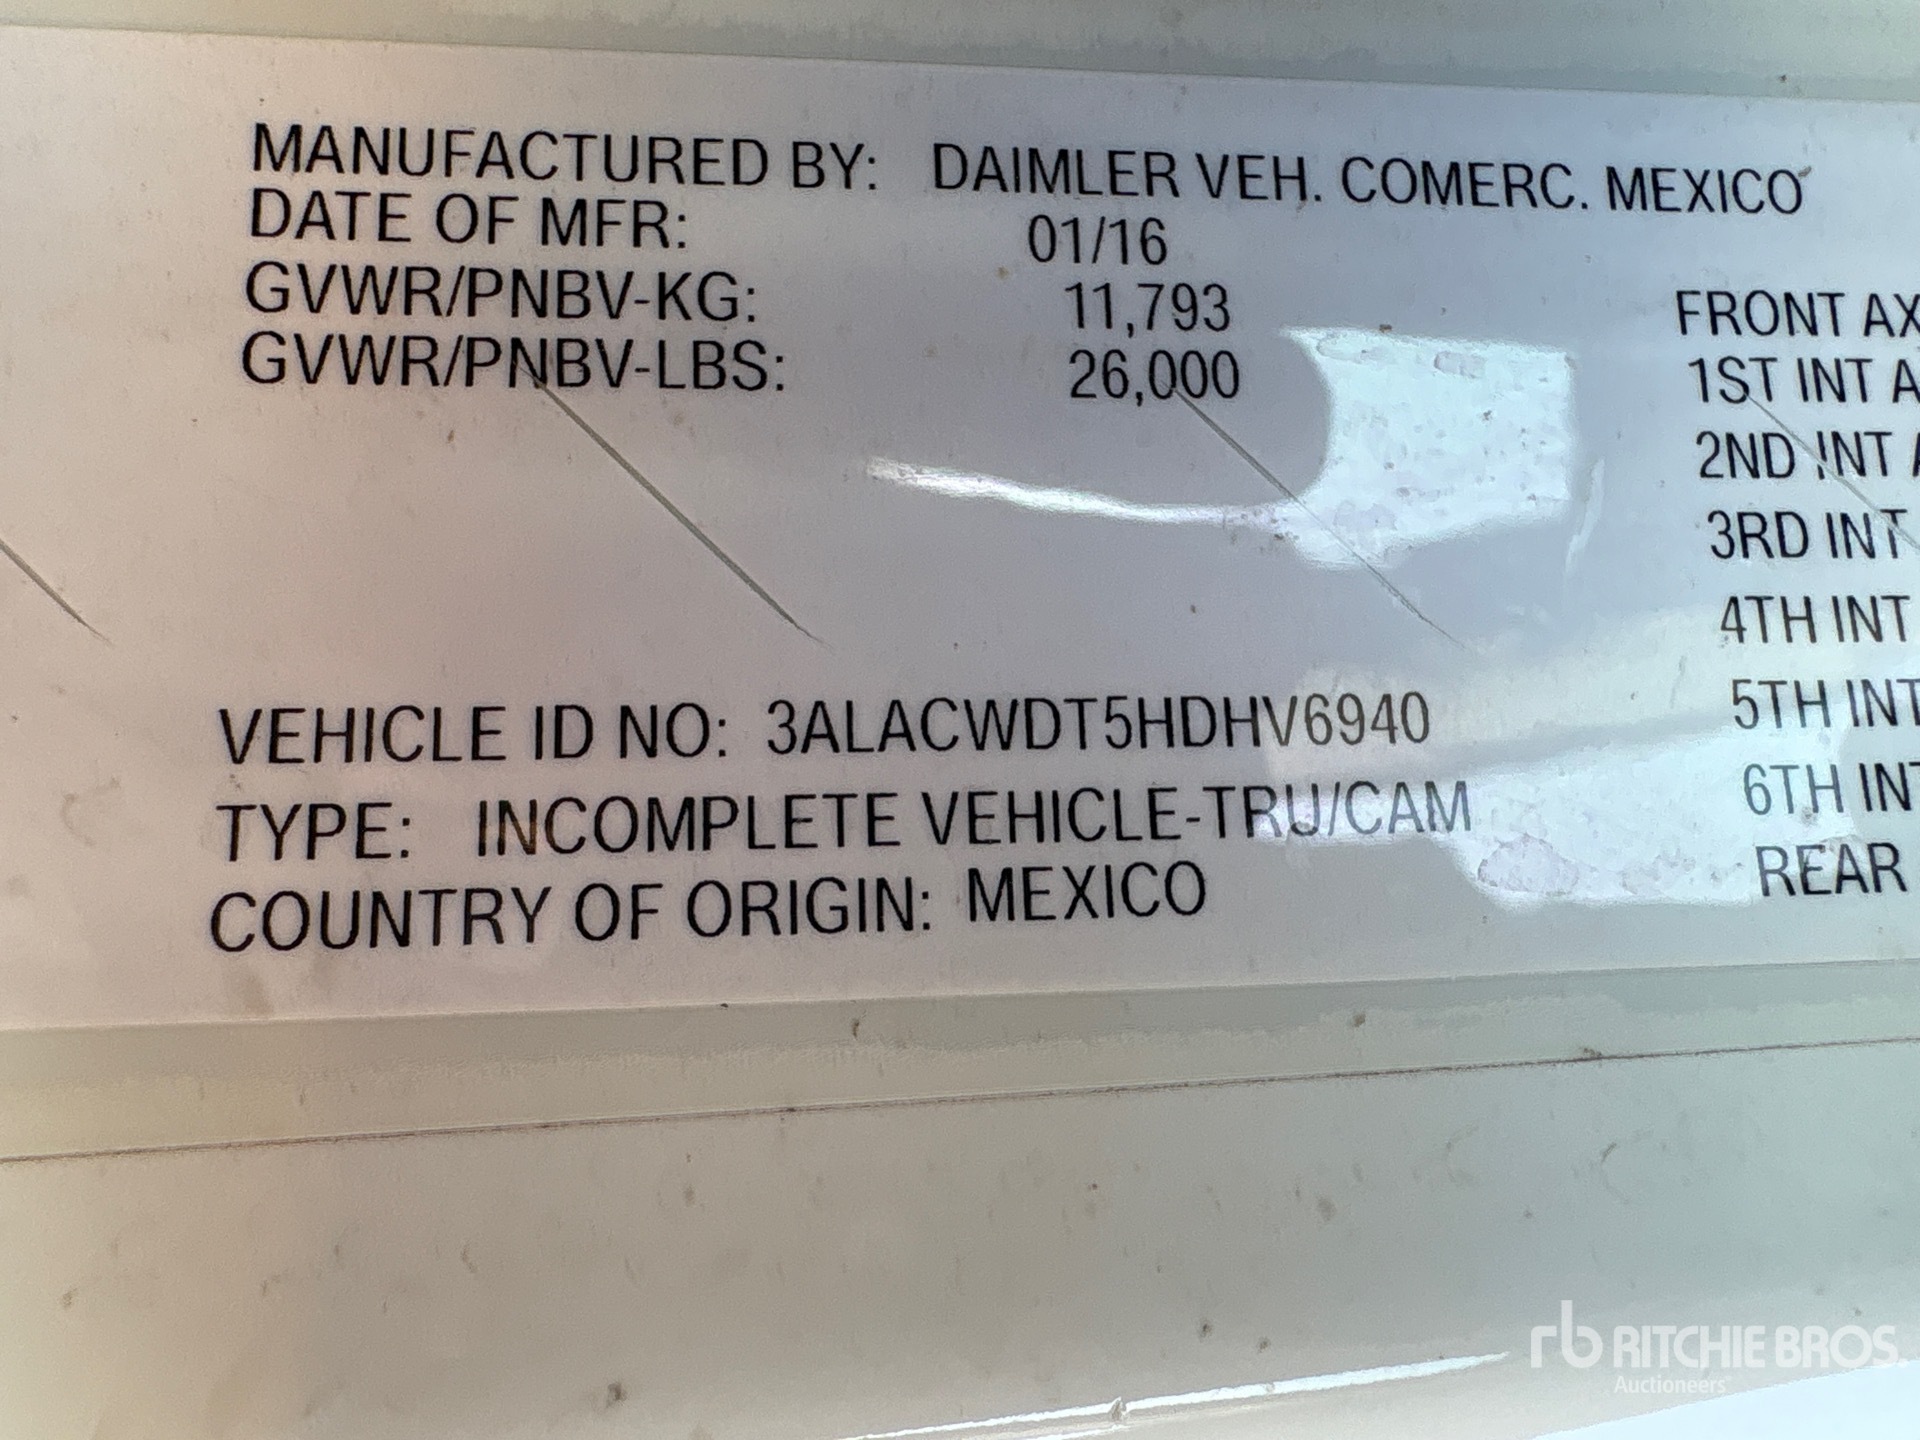 MANUFACTURED BY: DAIMLER VEH. COMERC. MEXICO
DATE OF MFR: 01/16
GVWR/PNBV-KG: 11,793
GVWR/PNBV-LBS: 26,000
VEHICLE ID NO: 3ALACWDT5HDHV6940
TYPE: INCOMPLETE VEHICLE-TRU/CAM
COUNTRY OF ORIGIN: MEXICO
FRONT AX
1ST INT A
2ND INT A
3RD INT
4TH INT
5TH INT
6TH INT
REAR
rb RITCHIE BROS.
Auctioneers